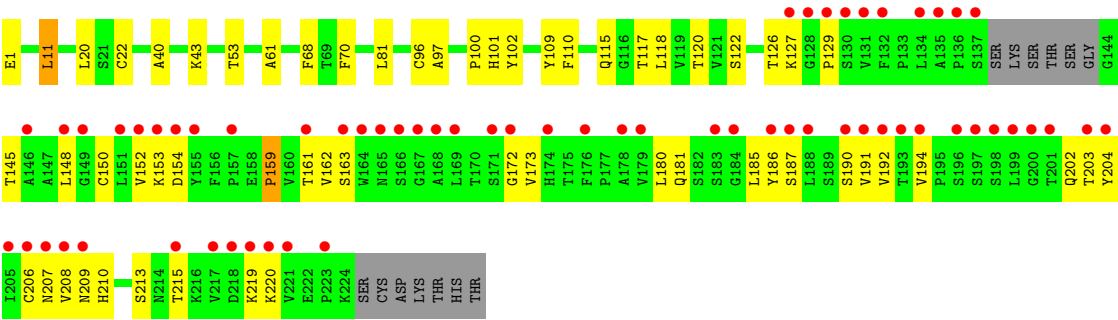 E1 L11 L20 S21 C22 A40 K43 T53 A61 F68 T69 F70 L81 C96 A97 P100 H101 Y102 Y109 F110 Q115 G116 T117 L118 V119 T120 V121 S122 T126 K127 G128 P129 S130 V131 F132 P133 L134 A135 P136 S137 SER LYS SER THR SER GLY G144
T145 A146 A147 L148 G149 C150 L151 V152 K153 D154 Y155 F156 P157 E158 P159 V160 T161 V162 S163 W164 N165 S166 G167 A168 L169 T170 S171 G172 V173 H174 T175 F176 P177 A178 V179 L180 Q181 S182 S183 G184 L185 Y186 S187 L188 S189 S190 V191 V192 T193 V194 P195 S196 S197 S198 L199 G200 T201 Q202 T203 Y204
I205 C206 N207 V208 N209 H210 S213 N214 T215 K216 V217 D218 K219 K220 V221 E222 P223 K224 SER CYS ASP LYS THR HIS THR